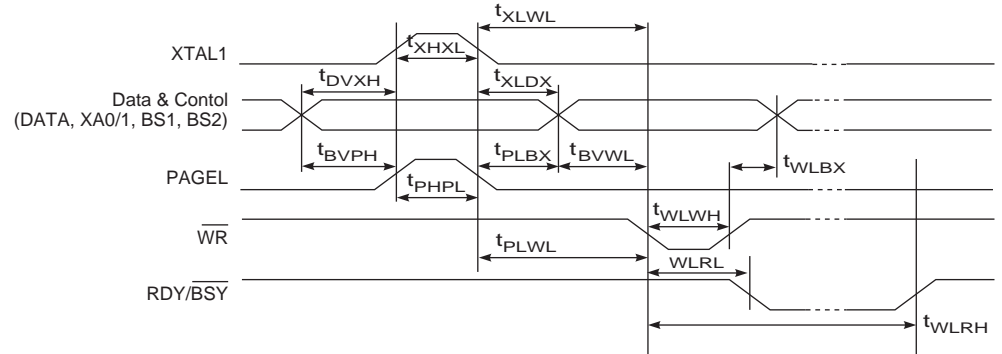 tXLWL
XTAL1
tXHXL
tDVXH
tXLDX
Data & Contol
(DATA, XA0/1, BS1, BS2)
tBVPH
tPLBX
tBVWL
tWLBX
PAGEL
tPHPL
tWLWH
WR
tPLWL
WLRL
RDY/BSY
tWLRH